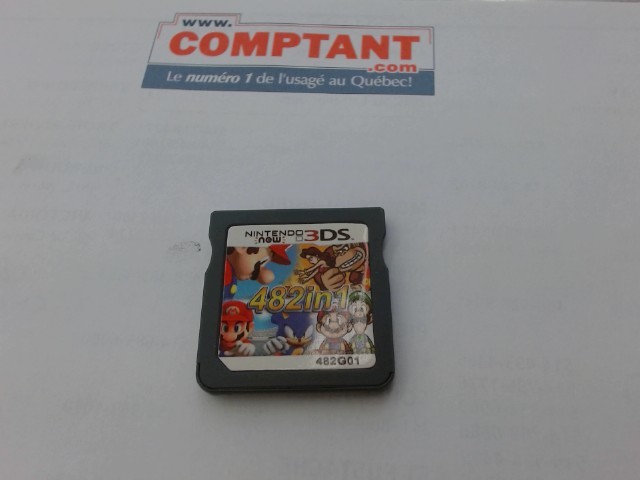 www.
COMPTANT
.com
Le numéro 1 de l'usagé au Québec!
NINTENDO 3DS
new
482in1
482G01